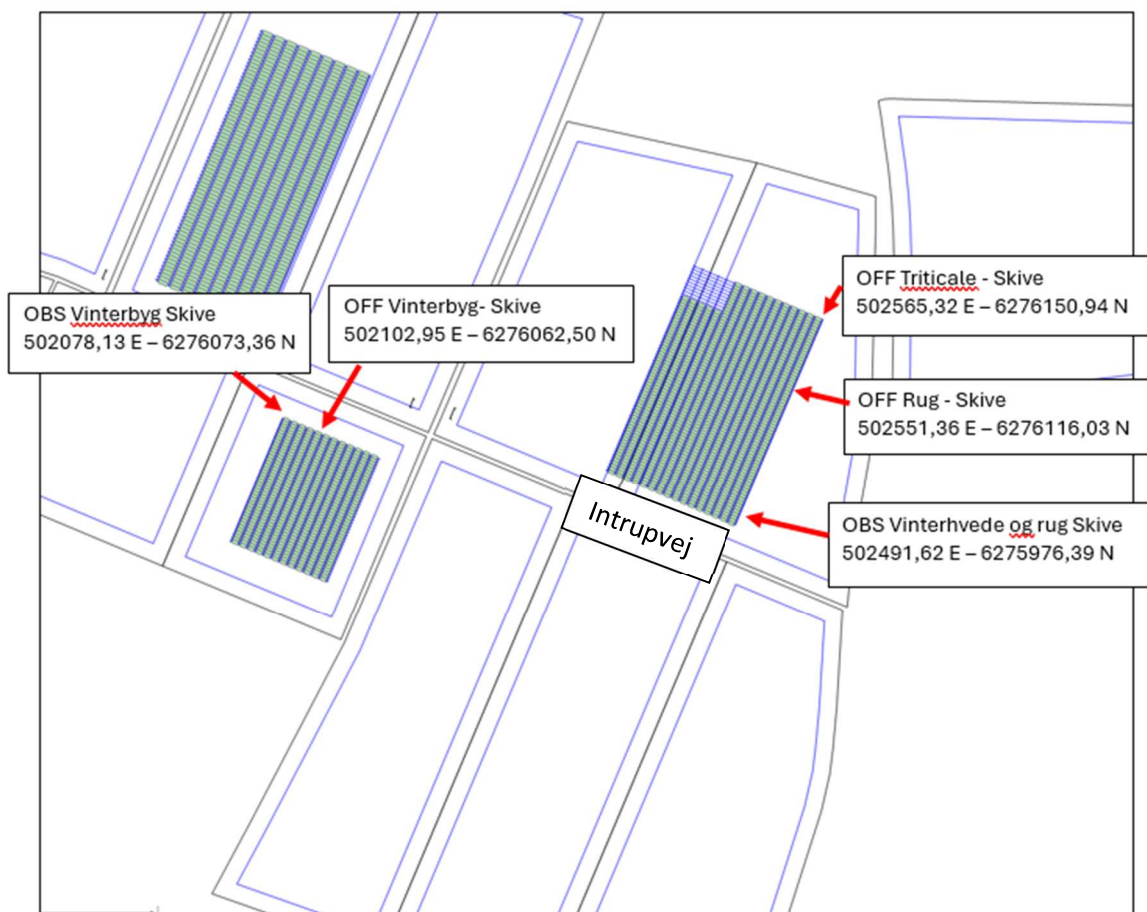 OFF Triticale - Skive
502565,32 E – 6276150,94 N
OBS Vinterbyg Skive
502078,13 E – 6276073,36 N
OFF Vinterbyg- Skive
502102,95 E – 6276062,50 N
OFF Rug - Skive
502551,36 E – 6276116,03 N
Intrupvej
OBS Vinterhvede og rug Skive
502491,62 E – 6275976,39 N